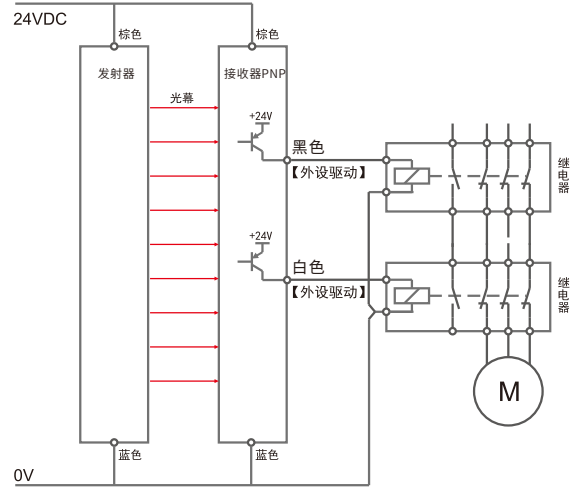 24VDC
棕色 棕色
发射器 接收器PNP
光幕
+24V
黑色
【外设驱动】
继电器
+24V
白色
【外设驱动】
继电器
M
蓝色 蓝色
0V